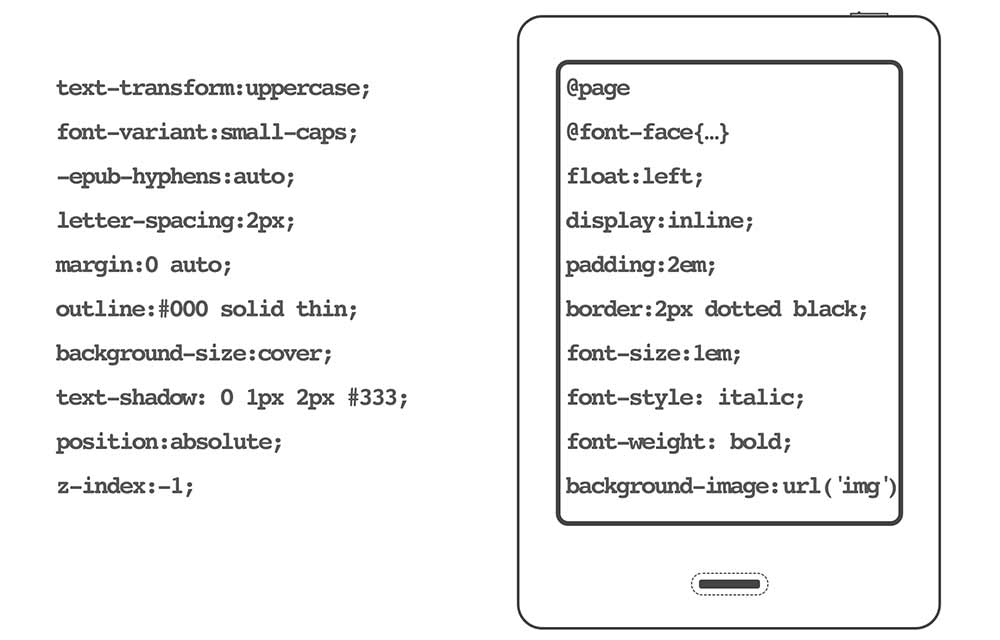 text-transform:uppercase;
font-variant:small-caps;
-epub-hyphens:auto;
letter-spacing:2px;
margin:0 auto;
outline:#000 solid thin;
background-size:cover;
text-shadow: 0 1px 2px #333;
position:absolute;
z-index:-1;
@page
@font-face{…}
float:left;
display:inline;
padding:2em;
border:2px dotted black;
font-size:1em;
font-style: italic;
font-weight: bold;
background-image:url('img')